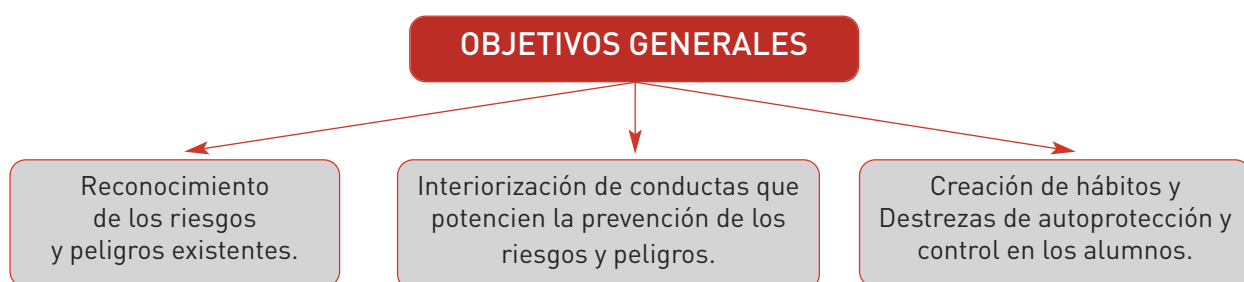 OBJETIVOS GENERALES
Reconocimiento
de los riesgos
y peligros existentes.
Interiorización de conductas que
potencien la prevención de los
riesgos y peligros.
Creación de hábitos y
Destrezas de autoprotección y
control en los alumnos.